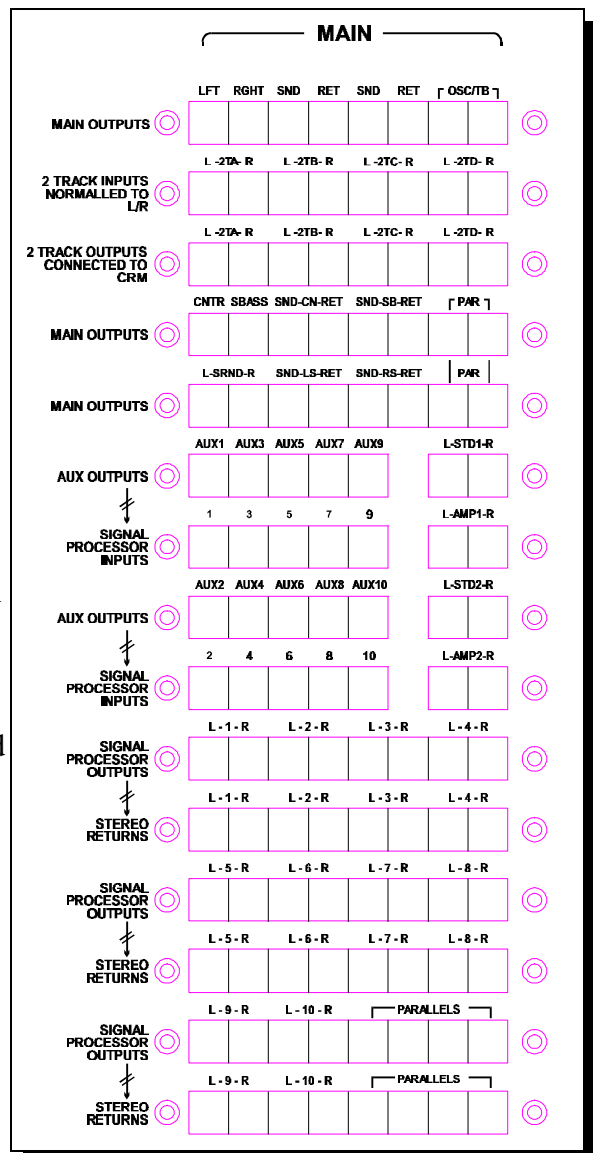 MAIN
LFT RGHT SND RET SND RET OSC/TB
MAIN OUTPUTS
L -2TA- R L -2TB- R L -2TC- R L -2TD- R
2 TRACK INPUTS
NORMALLED TO
L/R
L -2TA- R L -2TB- R L -2TC- R L -2TD- R
2 TRACK OUTPUTS
CONNECTED TO
CRM
CNTR SBASS SND-CN-RET SND-SB-RET PAR
MAIN OUTPUTS
L-SRND-R SND-LS-RET SND-RS-RET PAR
MAIN OUTPUTS
AUX1 AUX3 AUX5 AUX7 AUX9 L-STD1-R
AUX OUTPUTS
1 3 5 7 9 L-AMP1-R
SIGNAL
PROCESSOR
INPUTS
AUX2 AUX4 AUX6 AUX8 AUX10 L-STD2-R
AUX OUTPUTS
2 4 6 8 10 L-AMP2-R
SIGNAL
PROCESSOR
INPUTS
L - 1 - R L - 2 - R L - 3 - R L - 4 - R
SIGNAL
PROCESSOR
OUTPUTS
L - 1 - R L - 2 - R L - 3 - R L - 4 - R
STEREO
RETURNS
L - 5 - R L - 6 - R L - 7 - R L - 8 - R
SIGNAL
PROCESSOR
OUTPUTS
L - 5 - R L - 6 - R L - 7 - R L - 8 - R
STEREO
RETURNS
L - 9 - R L - 10 - R PARALLELS
SIGNAL
PROCESSOR
OUTPUTS
L - 9 - R L - 10 - R PARALLELS
STEREO
RETURNS